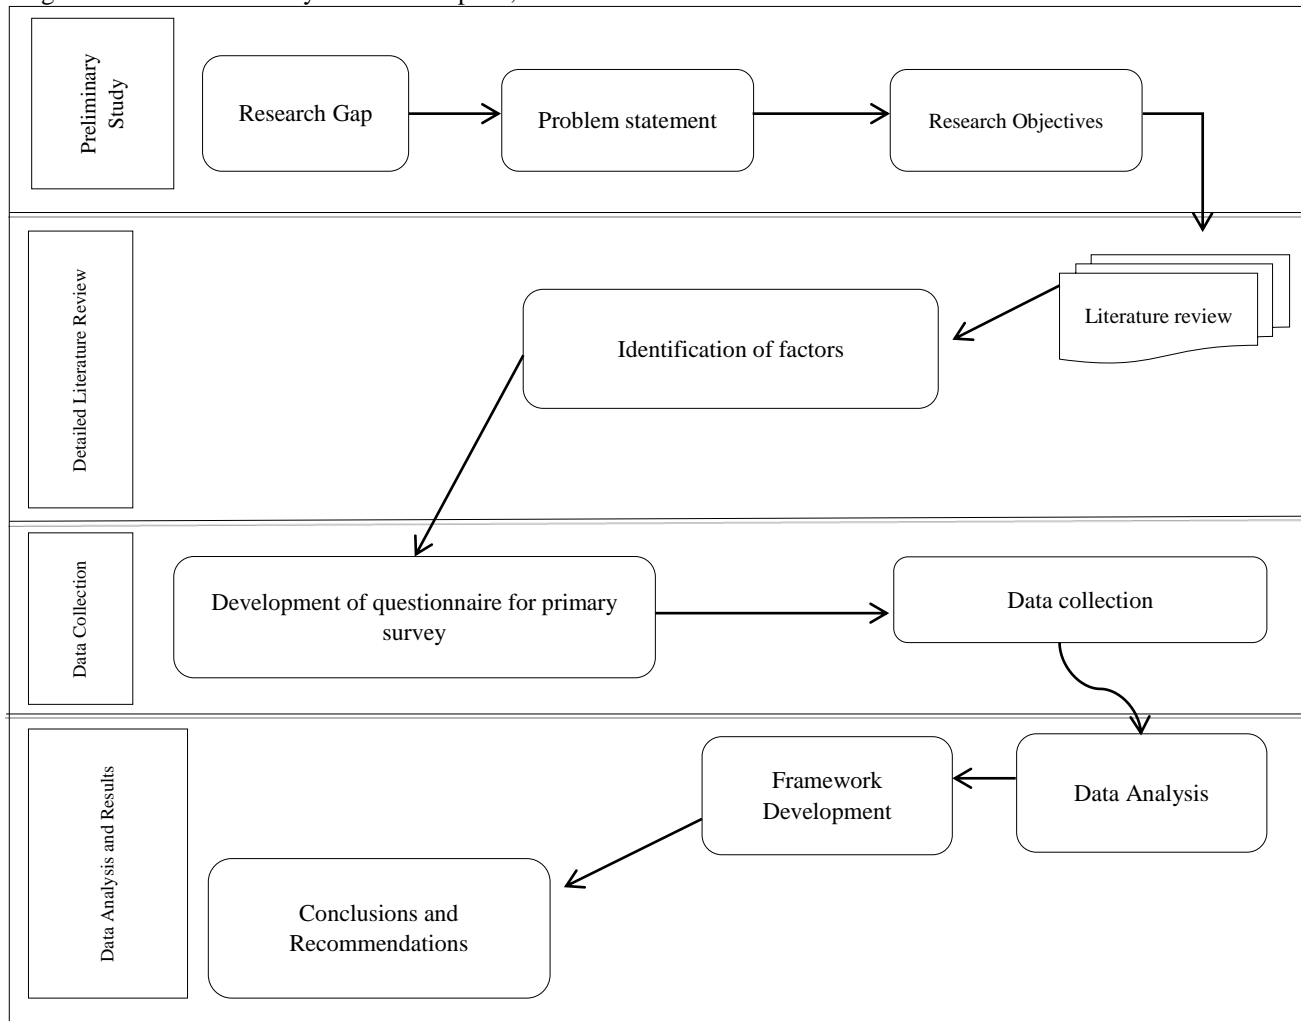 Preliminary
Study
Research Gap
Problem statement
Research Objectives
Detailed Literature Review
Literature review
Identification of factors
Data Collection
Development of questionnaire for primary
survey
Data collection
Data Analysis and Results
Framework
Development
Data Analysis
Conclusions and
Recommendations